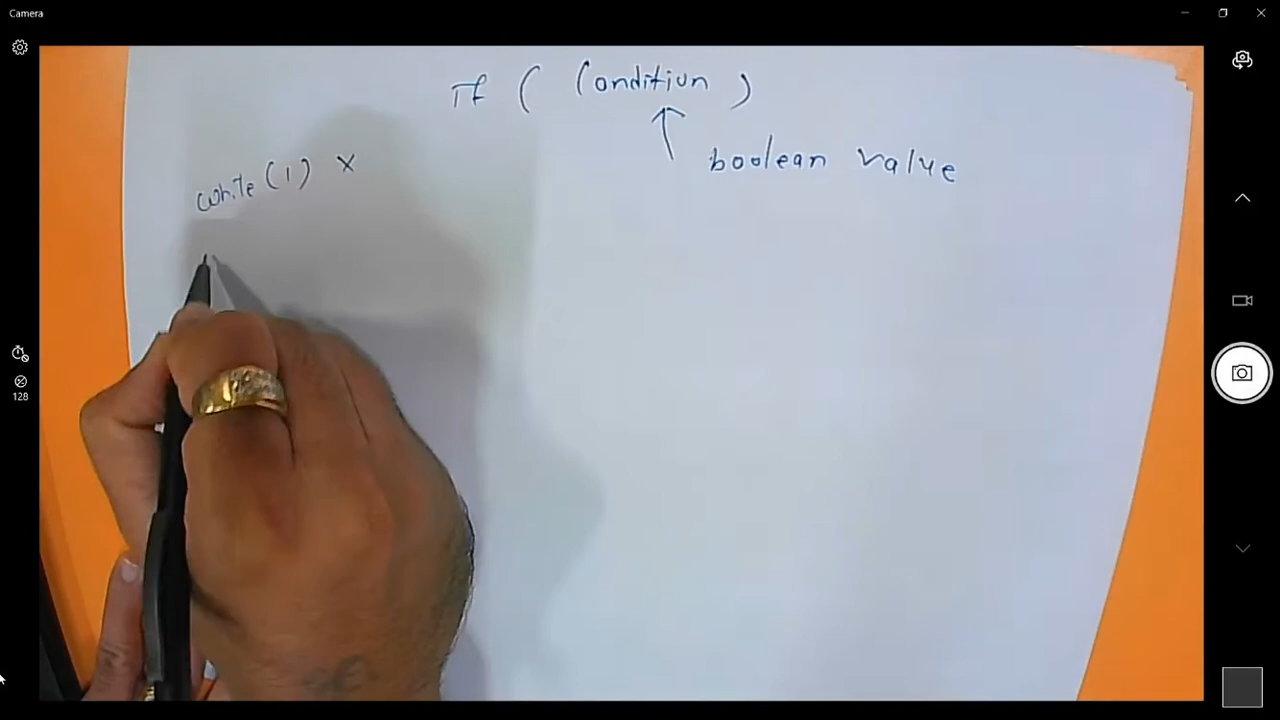 Camera
If ( Condition )
boolean value
while (1) x
128